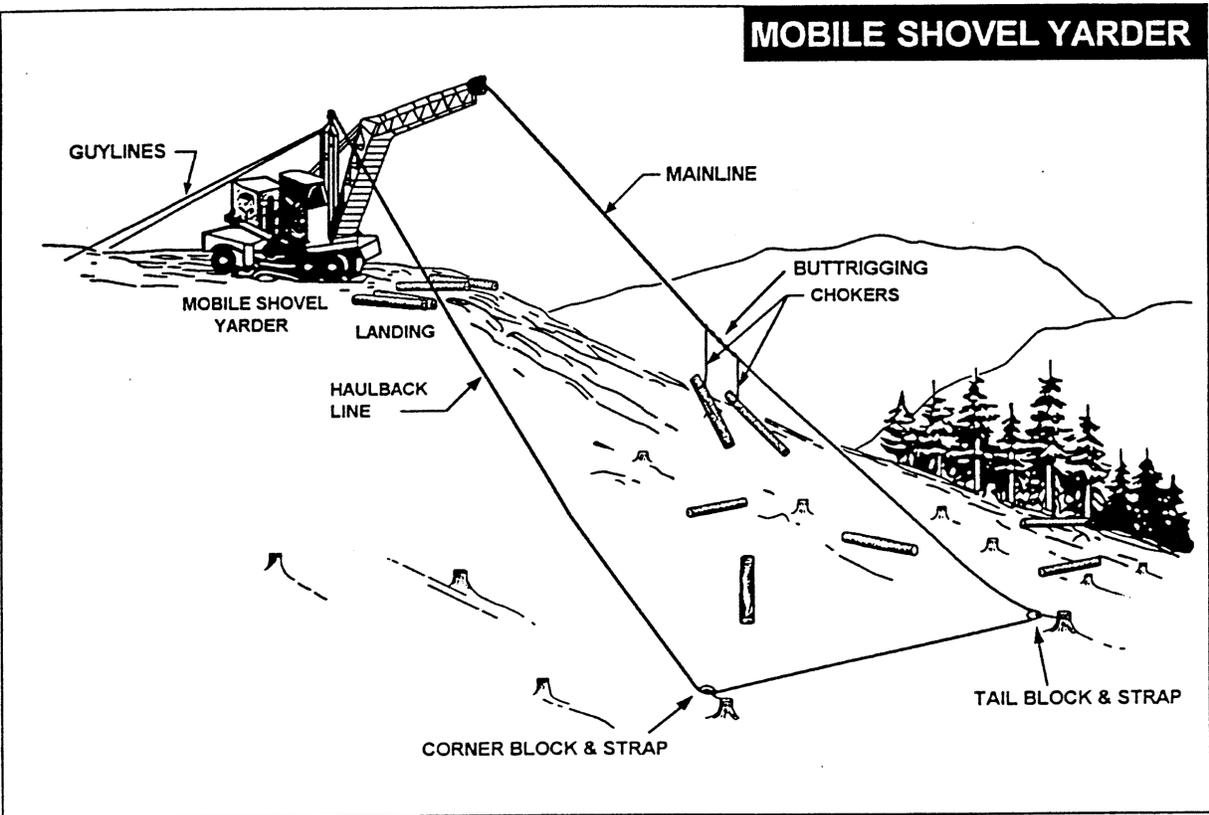 MOBILE SHOVEL YARDER
GUYLINES
MAINLINE
BUTTRIGGING
CHOKERS
MOBILE SHOVEL
YARDER
LANDING
HAULBACK
LINE
TAIL BLOCK & STRAP
CORNER BLOCK & STRAP